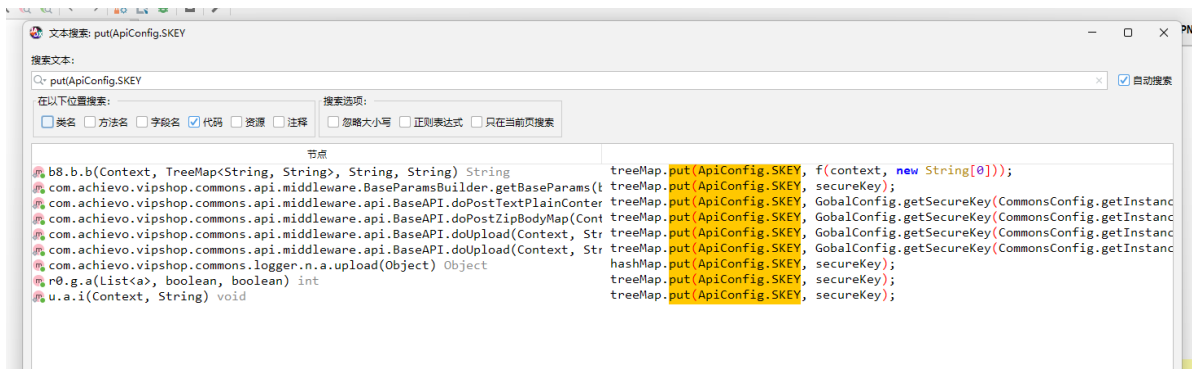 文本搜索: put(ApiConfig.SKEY
搜索文本:
put(ApiConfig.SKEY
自动搜索
在以下位置搜索:
搜索选项:
类名 方法名 字段名 代码 资源 注释 忽略大小写 正则表达式 只在当前页搜索
节点
b8.b.b(Context, TreeMap<String, String>, String, String) String treeMap.put(ApiConfig.SKEY, f(context, new String[0]));
com.achievo.vipshop.commons.api.middleware.BaseParamsBuilder.getBaseParams(b treeMap.put(ApiConfig.SKEY, secureKey);
com.achievo.vipshop.commons.api.middleware.api.BaseAPI.doPostTextPlainConter treeMap.put(ApiConfig.SKEY, GobalConfig.getSecureKey(CommonsConfig.getInstanc
com.achievo.vipshop.commons.api.middleware.api.BaseAPI.doPostZipBodyMap(Cont treeMap.put(ApiConfig.SKEY, GobalConfig.getSecureKey(CommonsConfig.getInstanc
com.achievo.vipshop.commons.api.middleware.api.BaseAPI.doUpload(Context, Str treeMap.put(ApiConfig.SKEY, GobalConfig.getSecureKey(CommonsConfig.getInstanc
com.achievo.vipshop.commons.api.middleware.api.BaseAPI.doUpload(Context, Str treeMap.put(ApiConfig.SKEY, GobalConfig.getSecureKey(CommonsConfig.getInstanc
com.achievo.vipshop.commons.logger.n.a.upload(Object) Object hashMap.put(ApiConfig.SKEY, secureKey);
r0.g.a(List<a>, boolean, boolean) int treeMap.put(ApiConfig.SKEY, secureKey);
u.a.i(Context, String) void treeMap.put(ApiConfig.SKEY, secureKey);